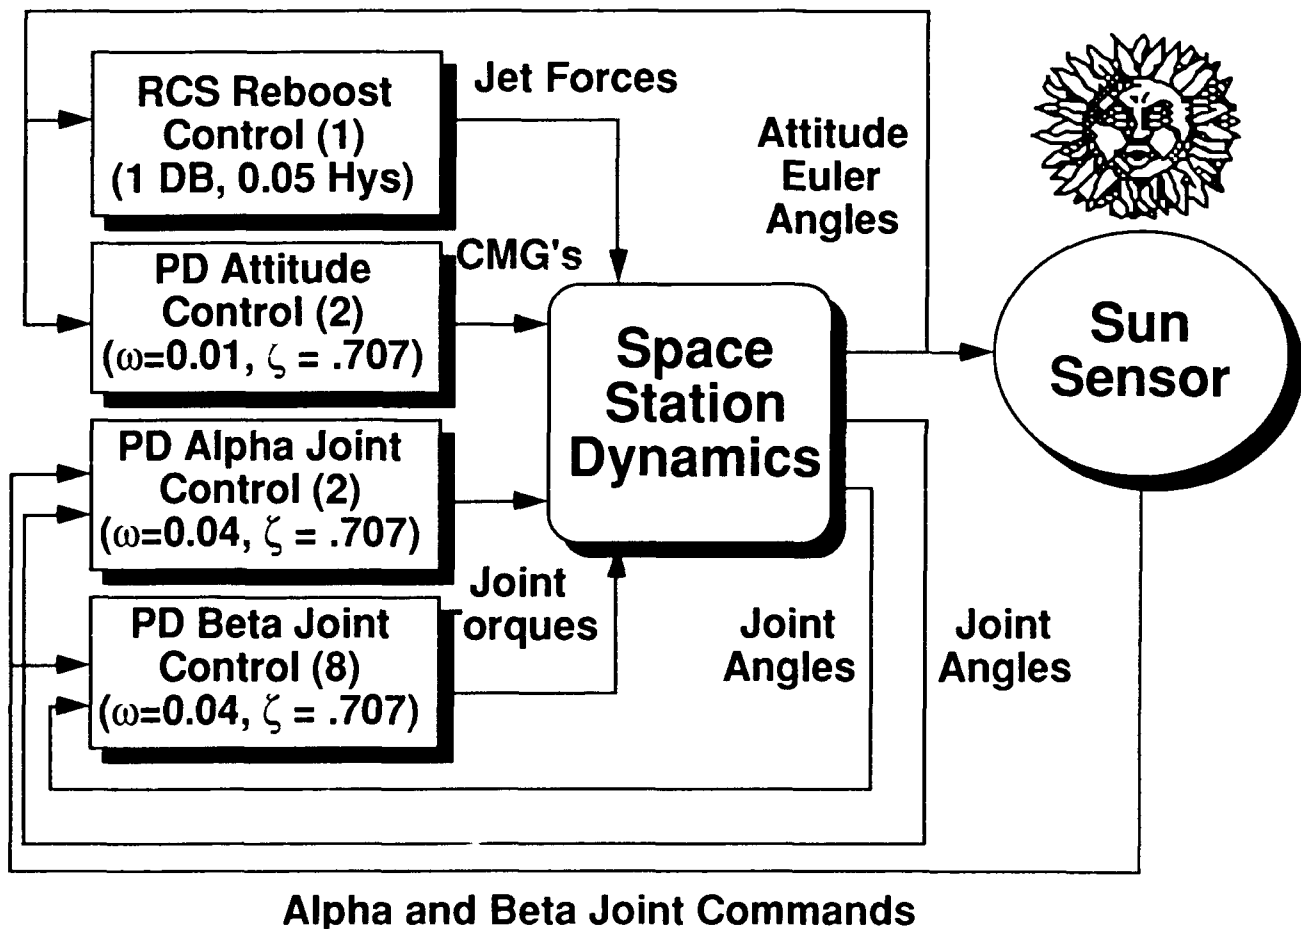 RCS Reboost
Control (1)
(1 DB, 0.05 Hys)
Jet Forces
Attitude
Euler
Angles
PD Attitude
Control (2)
(ω=0.01, ζ = .707)
CMG's
Space
Station
Dynamics
Sun
Sensor
PD Alpha Joint
Control (2)
(ω=0.04, ζ = .707)
PD Beta Joint
Control (8)
(ω=0.04, ζ = .707)
Joint
Torques
Joint
Angles
Joint
Angles
Alpha and Beta Joint Commands